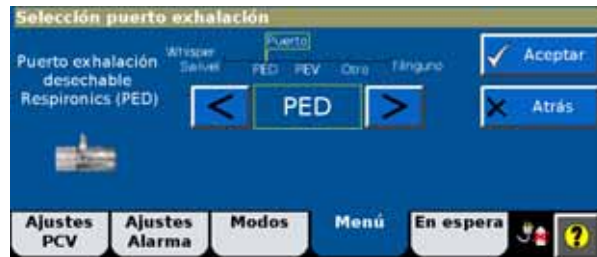 Selección puerto exhalación
Puerto exhalación
desechable
Respironics (PED)
Puerto
Whisper
Swivel
PED PEV Otro Ninguno
< PED >
Aceptar
Atrás
Ajustes
PCV
Ajustes
Alarma
Modos
Menú
En espera
?